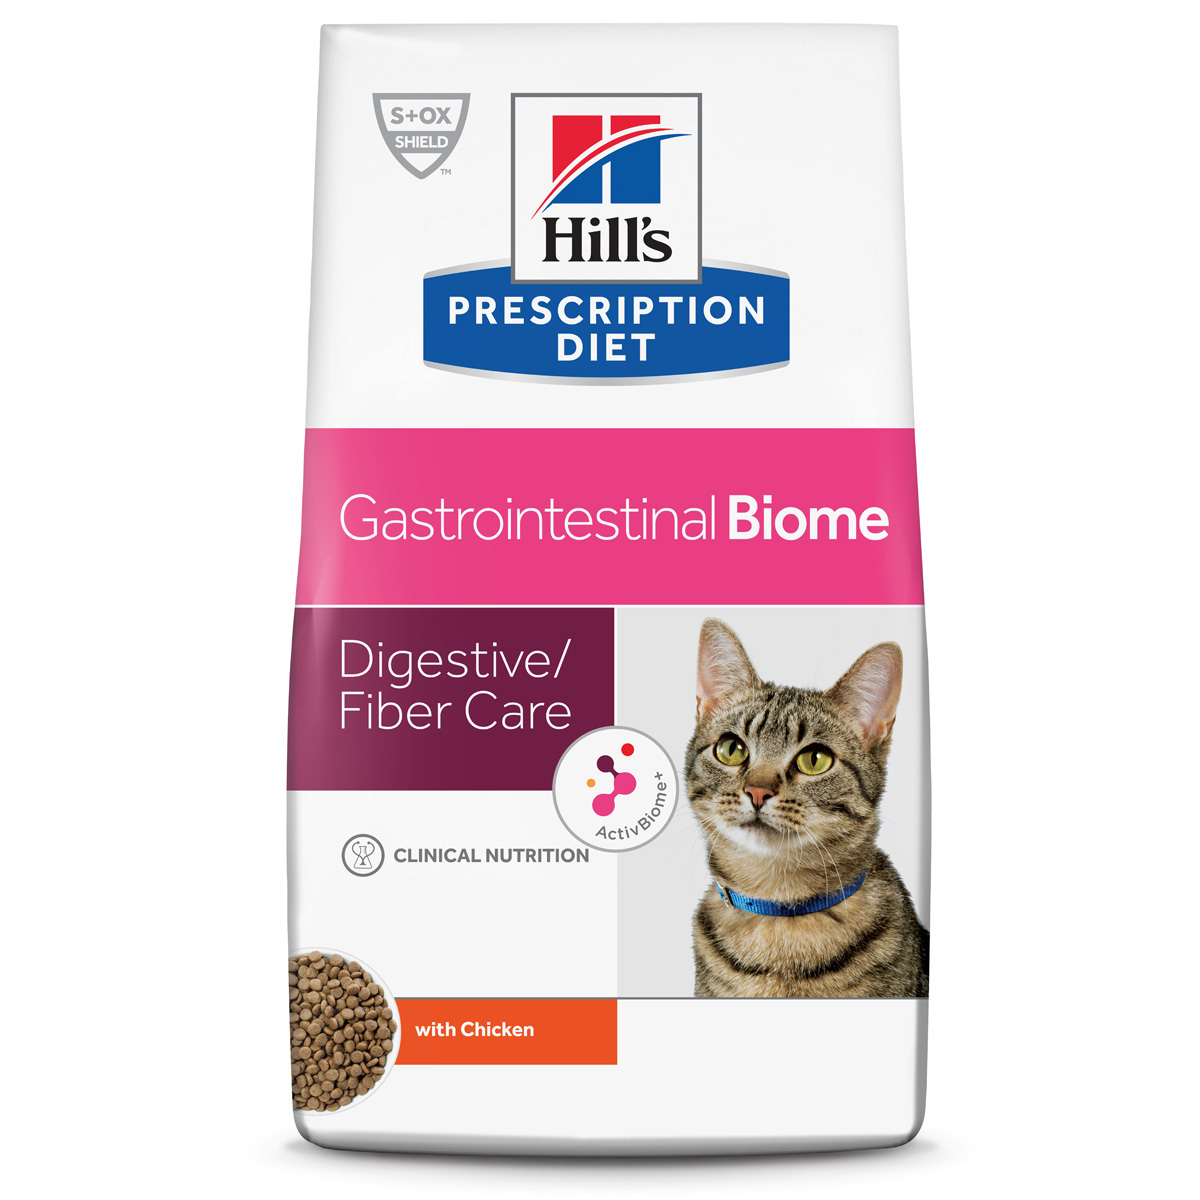 S+OX
SHIELD
™
Hill's
PRESCRIPTION
DIET
Gastrointestinal Biome
Digestive/
Fiber Care
ActivBiome+
CLINICAL NUTRITION
with Chicken